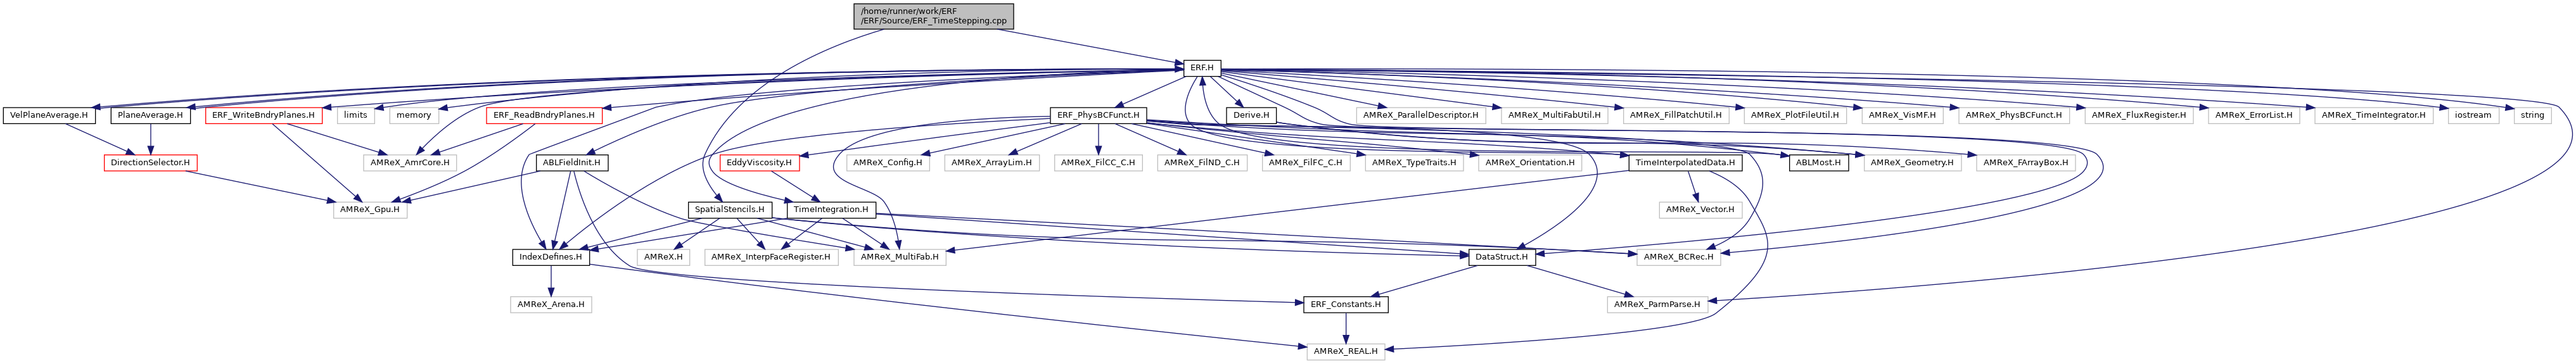 /home/runner/work/ERF
/ERF/Source/ERF_TimeStepping.cpp
ERF.H
VelPlaneAverage.H
PlaneAverage.H
ERF_WriteBndryPlanes.H
limits
memory
ERF_ReadBndryPlanes.H
ERF_PhysBCFunct.H
Derive.H
AMReX_ParallelDescriptor.H
AMReX_MultiFabUtil.H
AMReX_FillPatchUtil.H
AMReX_PlotFileUtil.H
AMReX_VisMF.H
AMReX_PhysBCFunct.H
AMReX_FluxRegister.H
AMReX_ErrorList.H
AMReX_TimeIntegrator.H
iostream
string
DirectionSelector.H
AMReX_AmrCore.H
ABLFieldInit.H
EddyViscosity.H
AMReX_Config.H
AMReX_ArrayLim.H
AMReX_FilCC_C.H
AMReX_FilND_C.H
AMReX_FilFC_C.H
AMReX_TypeTraits.H
AMReX_Orientation.H
TimeInterpolatedData.H
ABLMost.H
AMReX_Geometry.H
AMReX_FArrayBox.H
AMReX_Gpu.H
SpatialStencils.H
TimeIntegration.H
AMReX_Vector.H
IndexDefines.H
AMReX.H
AMReX_InterpFaceRegister.H
AMReX_MultiFab.H
DataStruct.H
AMReX_BCRec.H
AMReX_Arena.H
ERF_Constants.H
AMReX_ParmParse.H
AMReX_REAL.H